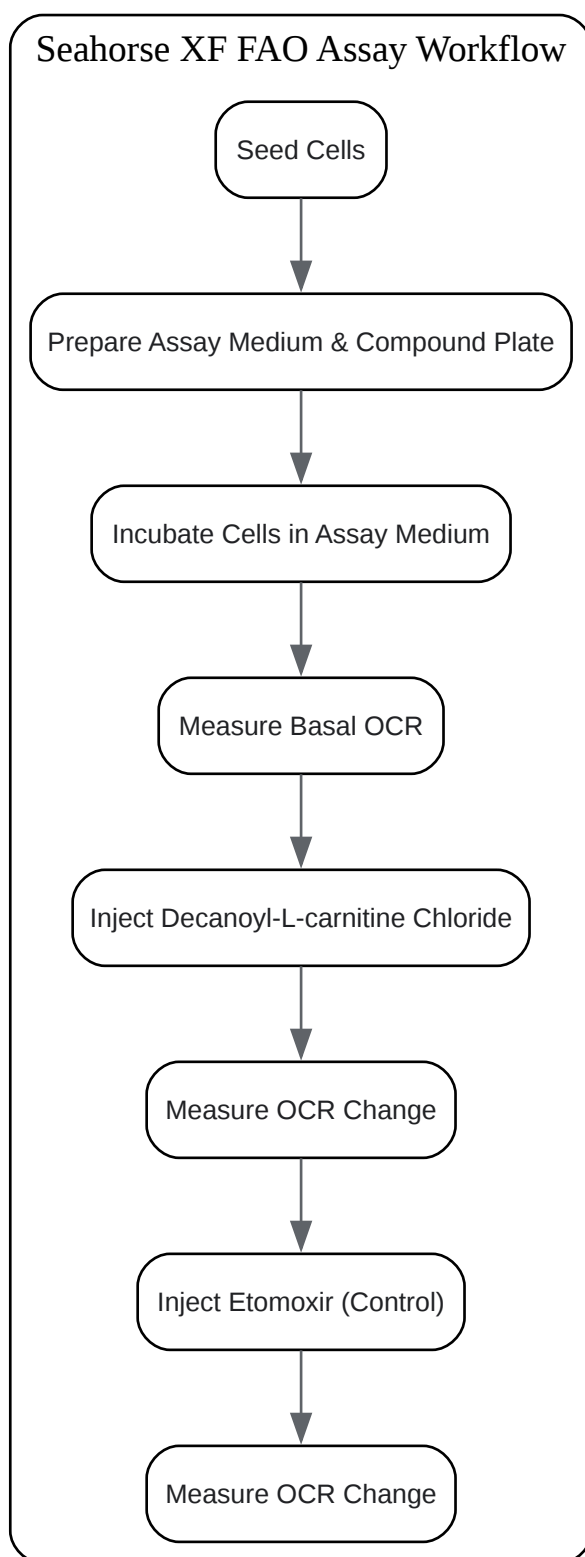 Seahorse XF FAO Assay Workflow
Seed Cells
Prepare Assay Medium & Compound Plate
Incubate Cells in Assay Medium
Measure Basal OCR
Inject Decanoyl-L-carnitine Chloride
Measure OCR Change
Inject Etomoxir (Control)
Measure OCR Change